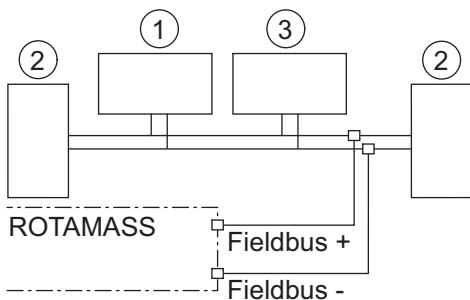 1 3
2 2
ROTAMASS
Fieldbus +
Fieldbus -